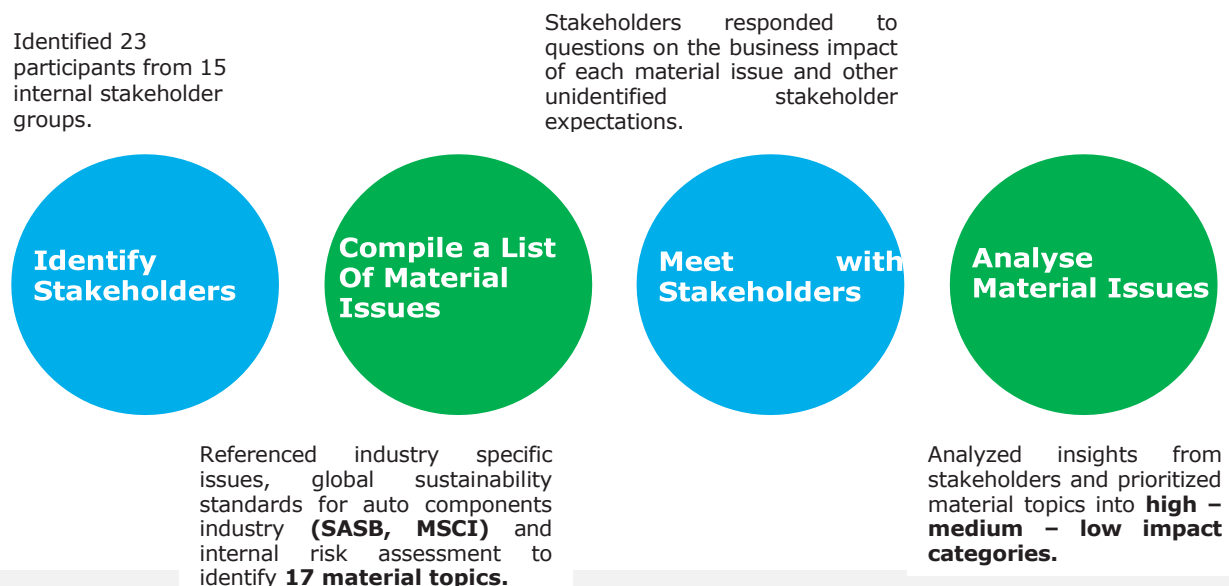 Identified 23
participants from 15
internal stakeholder
groups.
Stakeholders responded to
questions on the business impact
of each material issue and other
unidentified stakeholder
expectations.
Identify
Stakeholders
Compile a List
Of Material
Issues
Meet with
Stakeholders
Analyse
Material Issues
Referenced industry specific
issues, global sustainability
standards for auto components
industry (SASB, MSCI) and
internal risk assessment to
identify 17 material topics.
Analyzed insights from
stakeholders and prioritized
material topics into high –
medium – low impact
categories.